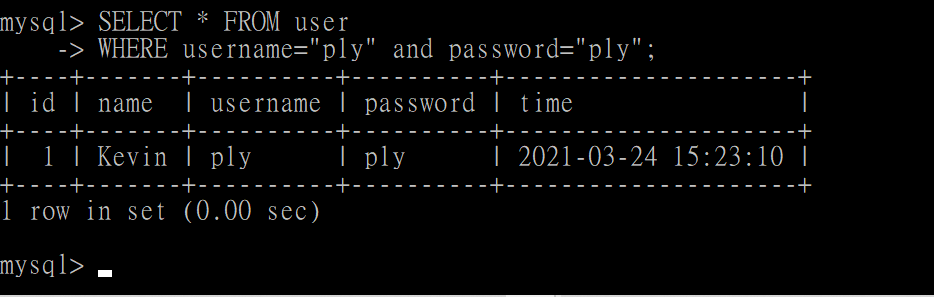 mysql> SELECT * FROM user
    -> WHERE username="ply" and password="ply";
+----+-------+----------+----------+---------------------+
| id | name  | username | password | time                |
+----+-------+----------+----------+---------------------+
|  1 | Kevin | ply      | ply      | 2021-03-24 15:23:10 |
+----+-------+----------+----------+---------------------+
1 row in set (0.00 sec)

mysql>